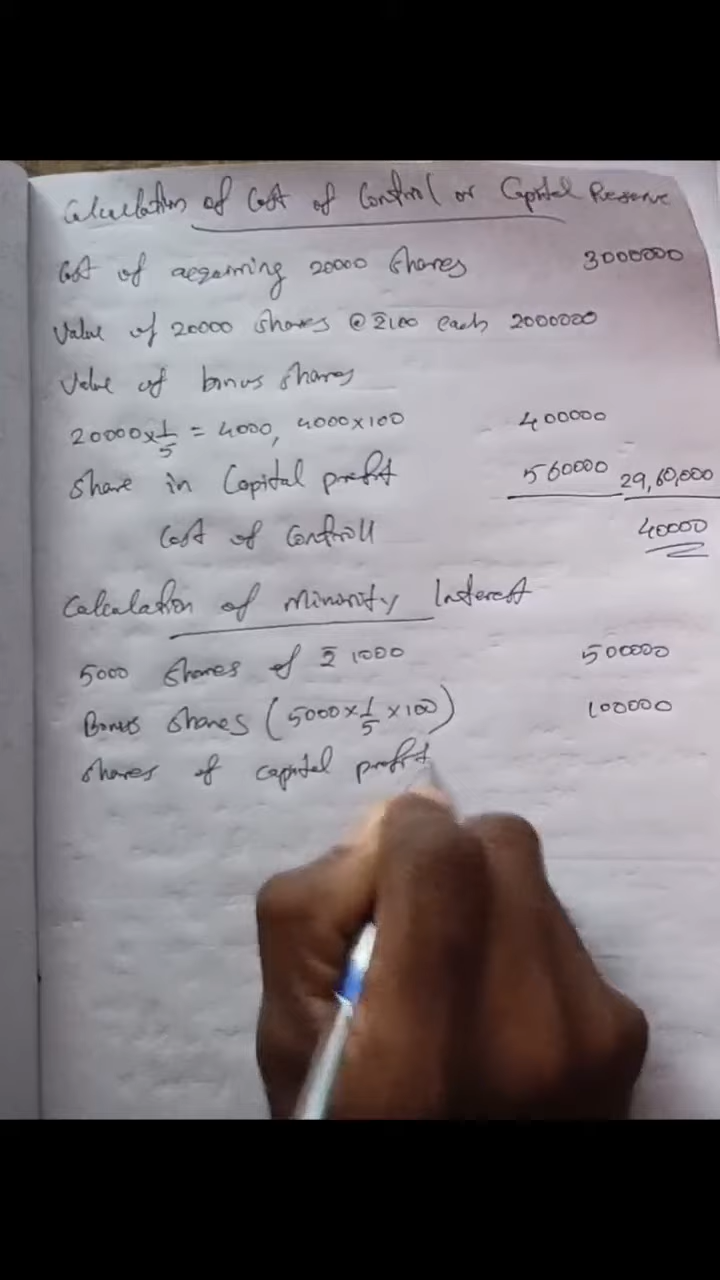 Calculation of Cost of Control or Capital Reserve
Cost of acquming 20000 shares 3000000
Value of 20000 shares @ ₹100 each 2000000
Value of bonus shares
20000 x 1/5 = 4000, 4000 x 100 400000
Share in Capital profit 560000 29,60,000
Cost of Controll 40000
Calculation of Minority Interest
5000 shares of ₹ 1000 500000
Bonus shares (5000 x 1/5 x 100) 100000
Shares of capital profit